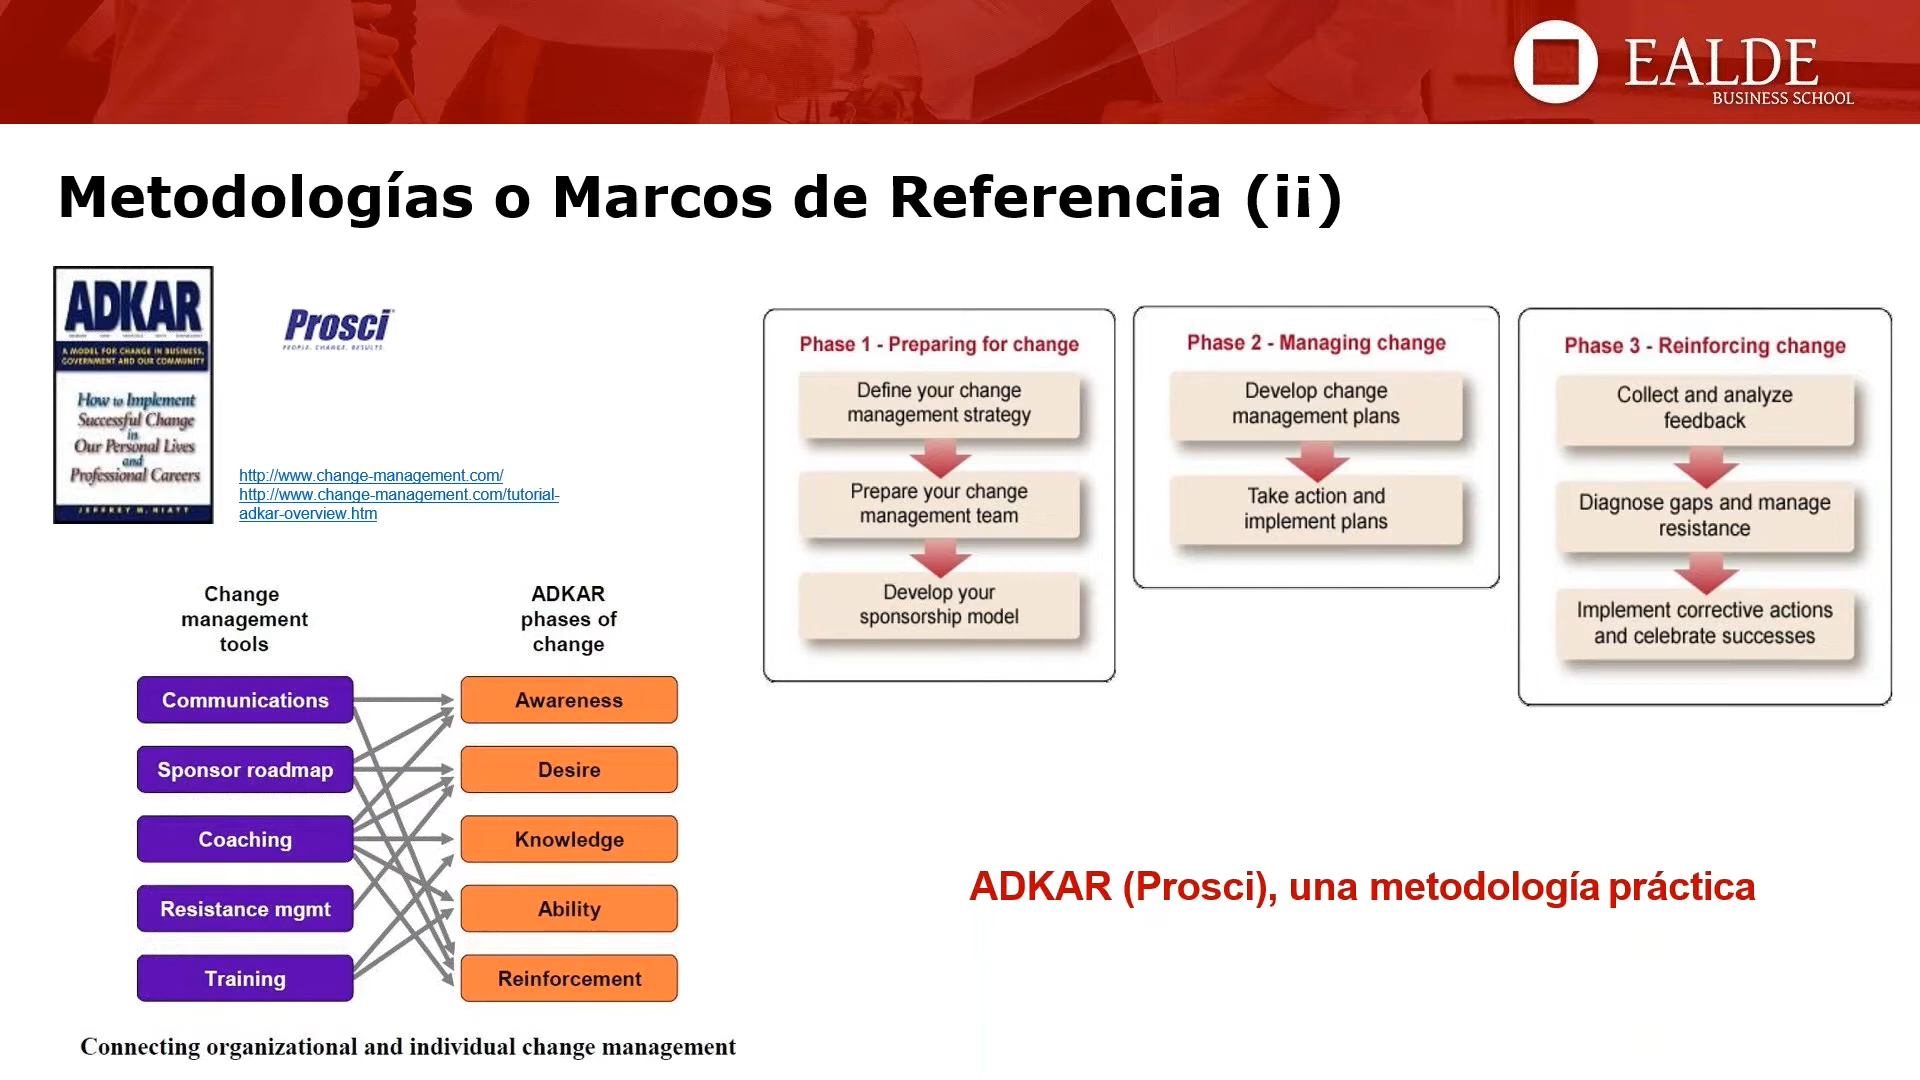 EALDE
BUSINESS SCHOOL
Metodologías o Marcos de Referencia (ii)
ADKAR
A MODEL FOR CHANGE IN BUSINESS,
GOVERNMENT AND OUR COMMUNITY
How to Implement
Successful Change
in
Our Personal Lives
and
Professional Careers
JEFFREY M. HIATT
Prosci
PEOPLE. CHANGE. RESULTS.
http://www.change-management.com/
http://www.change-management.com/tutorial-
adkar-overview.htm
Change
management
tools
ADKAR
phases of
change
Communications
Awareness
Sponsor roadmap
Desire
Coaching
Knowledge
Resistance mgmt
Ability
Training
Reinforcement
Connecting organizational and individual change management
Phase 1 - Preparing for change
Define your change
management strategy
Prepare your change
management team
Develop your
sponsorship model
Phase 2 - Managing change
Develop change
management plans
Take action and
implement plans
Phase 3 - Reinforcing change
Collect and analyze
feedback
Diagnose gaps and manage
resistance
Implement corrective actions
and celebrate successes
ADKAR (Prosci), una metodología práctica